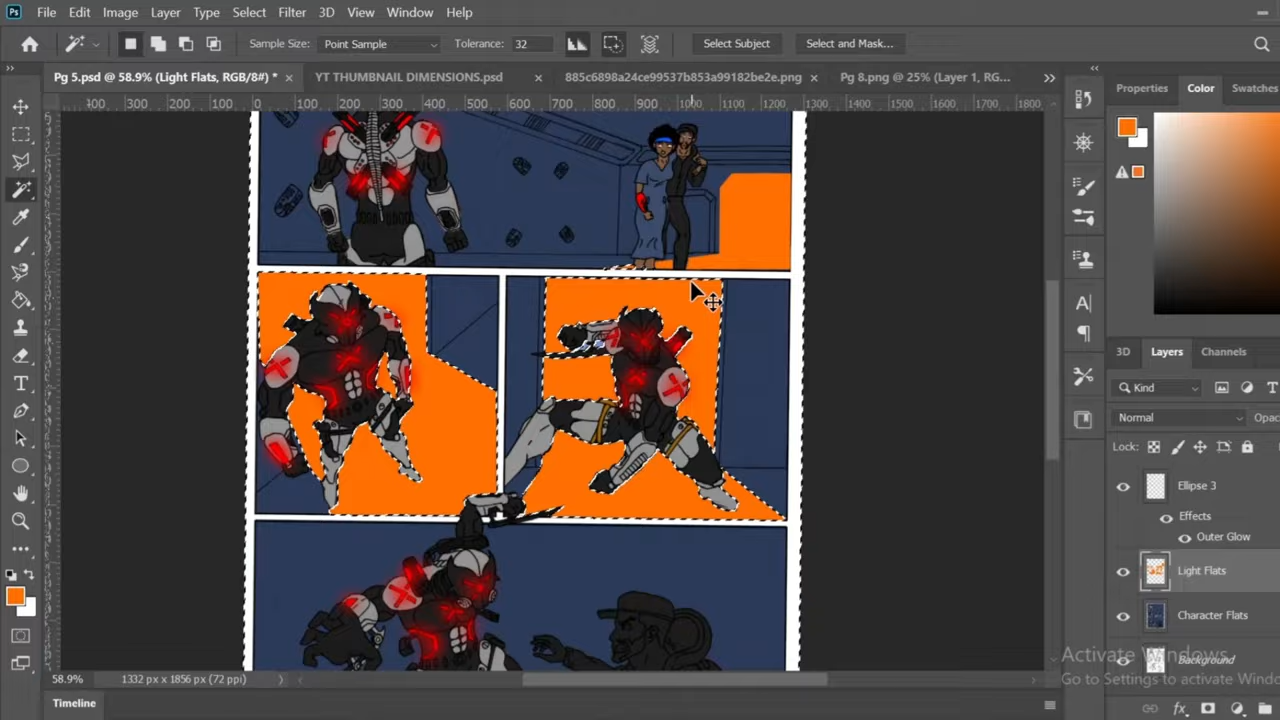 Ps File Edit Image Layer Type Select Filter 3D View Window Help
Sample Size: Point Sample Tolerance: 32 Select Subject Select and Mask...
Pg 5.psd @ 58.9% (Light Flats, RGB/8#) * × YT THUMBNAIL DIMENSIONS.psd × 885c6898a24ce99537b853a99182be2e.png × Pg 8.png @ 25% (Layer 1, RG...
400 300 200 100 0 100 200 300 400 500 600 700 800 900 1000 1100 1200 1300 1400 1500 1600 1700 1800
Properties Color Swatches
3D Layers Channels
Kind
Normal Opac
Lock:
Ellipse 3
Effects
Outer Glow
Light Flats
Character Flats
Background
Activate Windows
Go to Settings to activate Windo
58.9% 1332 px x 1856 px (72 ppi)
Timeline